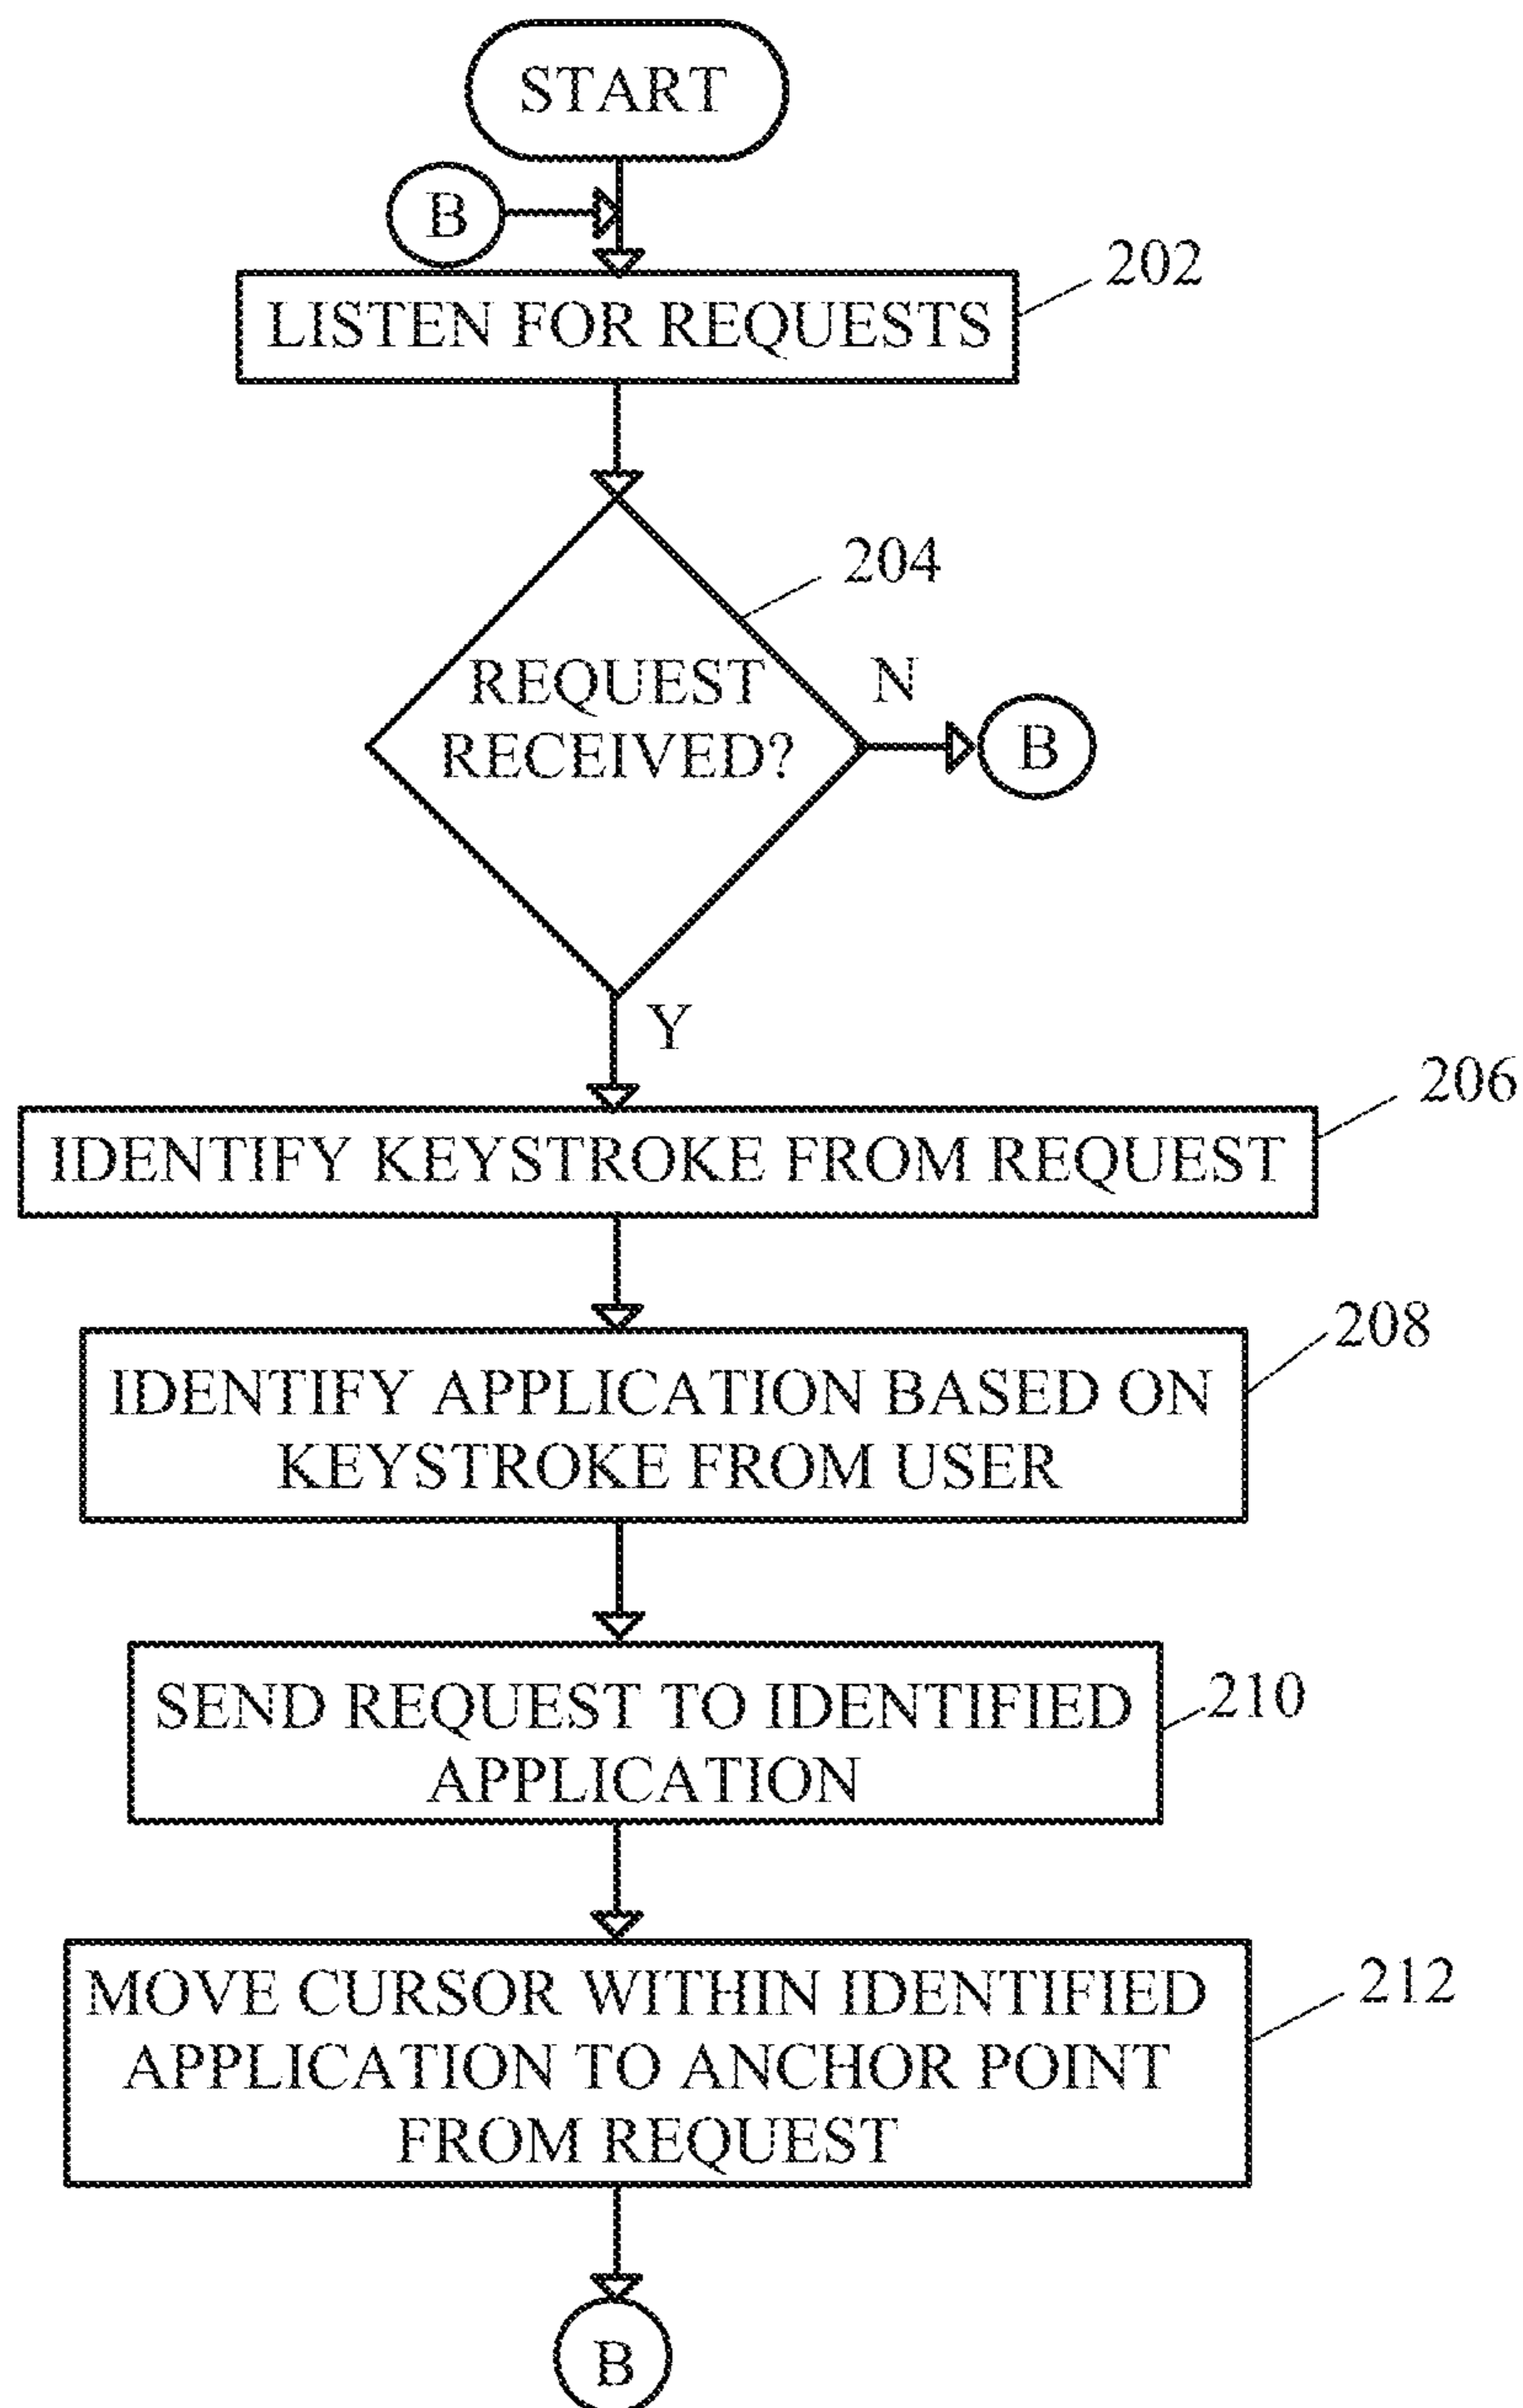 START
B
202
LISTEN FOR REQUESTS
204
REQUEST
RECEIVED?
N
B
Y
206
IDENTIFY KEYSTROKE FROM REQUEST
208
IDENTIFY APPLICATION BASED ON
KEYSTROKE FROM USER
210
SEND REQUEST TO IDENTIFIED
APPLICATION
212
MOVE CURSOR WITHIN IDENTIFIED
APPLICATION TO ANCHOR POINT
FROM REQUEST
B